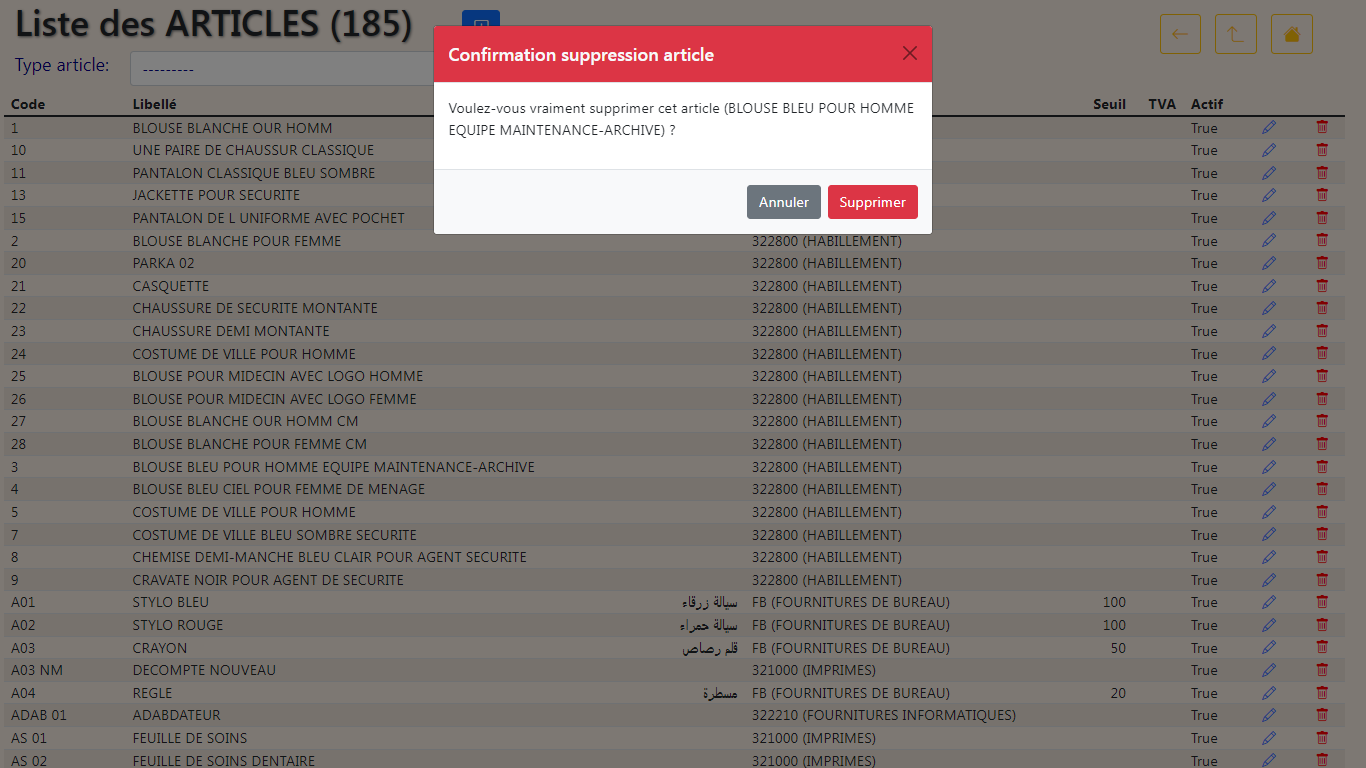 Liste des ARTICLES (185)
Type article: ---------
Confirmation suppression article
Voulez-vous vraiment supprimer cet article (BLOUSE BLEU POUR HOMME
EQUIPE MAINTENANCE-ARCHIVE) ?
Annuler Supprimer
Code Libellé Seuil TVA Actif
1 BLOUSE BLANCHE OUR HOMM True
10 UNE PAIRE DE CHAUSSUR CLASSIQUE True
11 PANTALON CLASSIQUE BLEU SOMBRE True
13 JACKETTE POUR SECURITE True
15 PANTALON DE L UNIFORME AVEC POCHET True
2 BLOUSE BLANCHE POUR FEMME 322800 (HABILLEMENT) True
20 PARKA 02 322800 (HABILLEMENT) True
21 CASQUETTE 322800 (HABILLEMENT) True
22 CHAUSSURE DE SECURITE MONTANTE 322800 (HABILLEMENT) True
23 CHAUSSURE DEMI MONTANTE 322800 (HABILLEMENT) True
24 COSTUME DE VILLE POUR HOMME 322800 (HABILLEMENT) True
25 BLOUSE POUR MIDECIN AVEC LOGO HOMME 322800 (HABILLEMENT) True
26 BLOUSE POUR MIDECIN AVEC LOGO FEMME 322800 (HABILLEMENT) True
27 BLOUSE BLANCHE OUR HOMM CM 322800 (HABILLEMENT) True
28 BLOUSE BLANCHE POUR FEMME CM 322800 (HABILLEMENT) True
3 BLOUSE BLEU POUR HOMME EQUIPE MAINTENANCE-ARCHIVE 322800 (HABILLEMENT) True
4 BLOUSE BLEU CIEL POUR FEMME DE MENAGE 322800 (HABILLEMENT) True
5 COSTUME DE VILLE POUR HOMME 322800 (HABILLEMENT) True
7 COSTUME DE VILLE BLEU SOMBRE SECURITE 322800 (HABILLEMENT) True
8 CHEMISE DEMI-MANCHE BLEU CLAIR POUR AGENT SECURITE 322800 (HABILLEMENT) True
9 CRAVATE NOIR POUR AGENT DE SECURITE 322800 (HABILLEMENT) True
A01 STYLO BLEU سيالة زرقاء FB (FOURNITURES DE BUREAU) 100 True
A02 STYLO ROUGE سيالة حمراء FB (FOURNITURES DE BUREAU) 100 True
A03 CRAYON قلم رصاص FB (FOURNITURES DE BUREAU) 50 True
A03 NM DECOMPTE NOUVEAU 321000 (IMPRIMES) True
A04 REGLE مسطرة FB (FOURNITURES DE BUREAU) 20 True
ADAB 01 ADABDATEUR 322210 (FOURNITURES INFORMATIQUES) True
AS 01 FEUILLE DE SOINS 321000 (IMPRIMES) True
AS 02 FEUILLE DE SOINS DENTAIRE 321000 (IMPRIMES) True